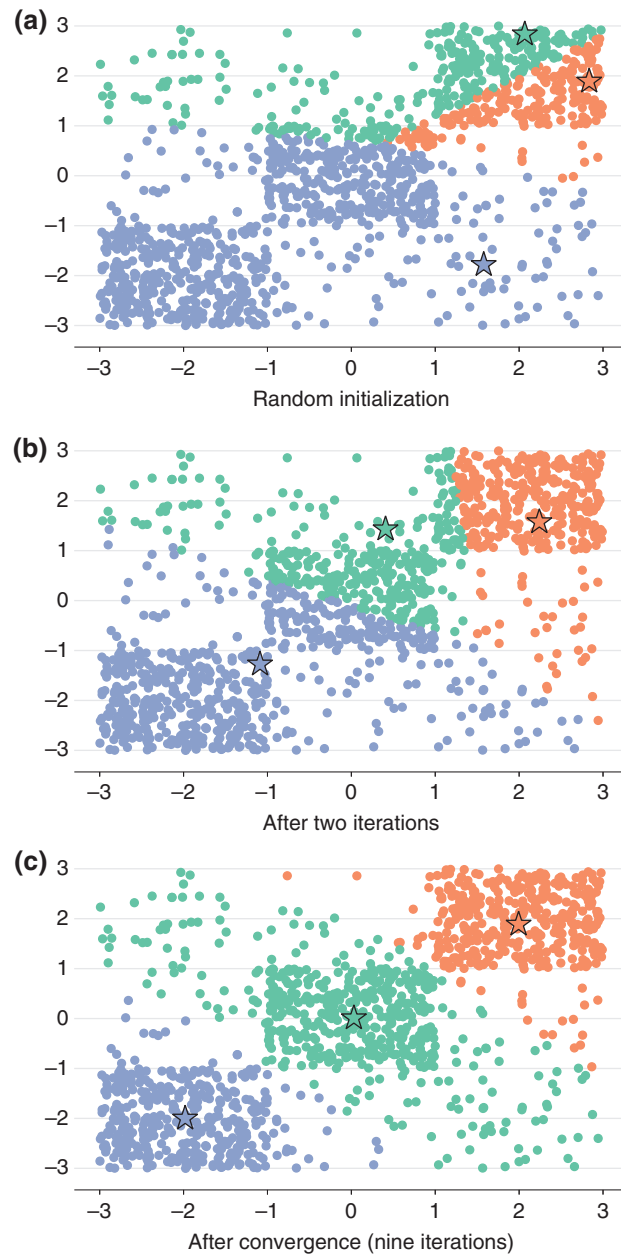 (a)
3
2
1
0
–1
–2
–3
–3 –2 –1 0 1 2 3
Random initialization
(b)
3
2
1
0
–1
–2
–3
–3 –2 –1 0 1 2 3
After two iterations
(c)
3
2
1
0
–1
–2
–3
–3 –2 –1 0 1 2 3
After convergence (nine iterations)